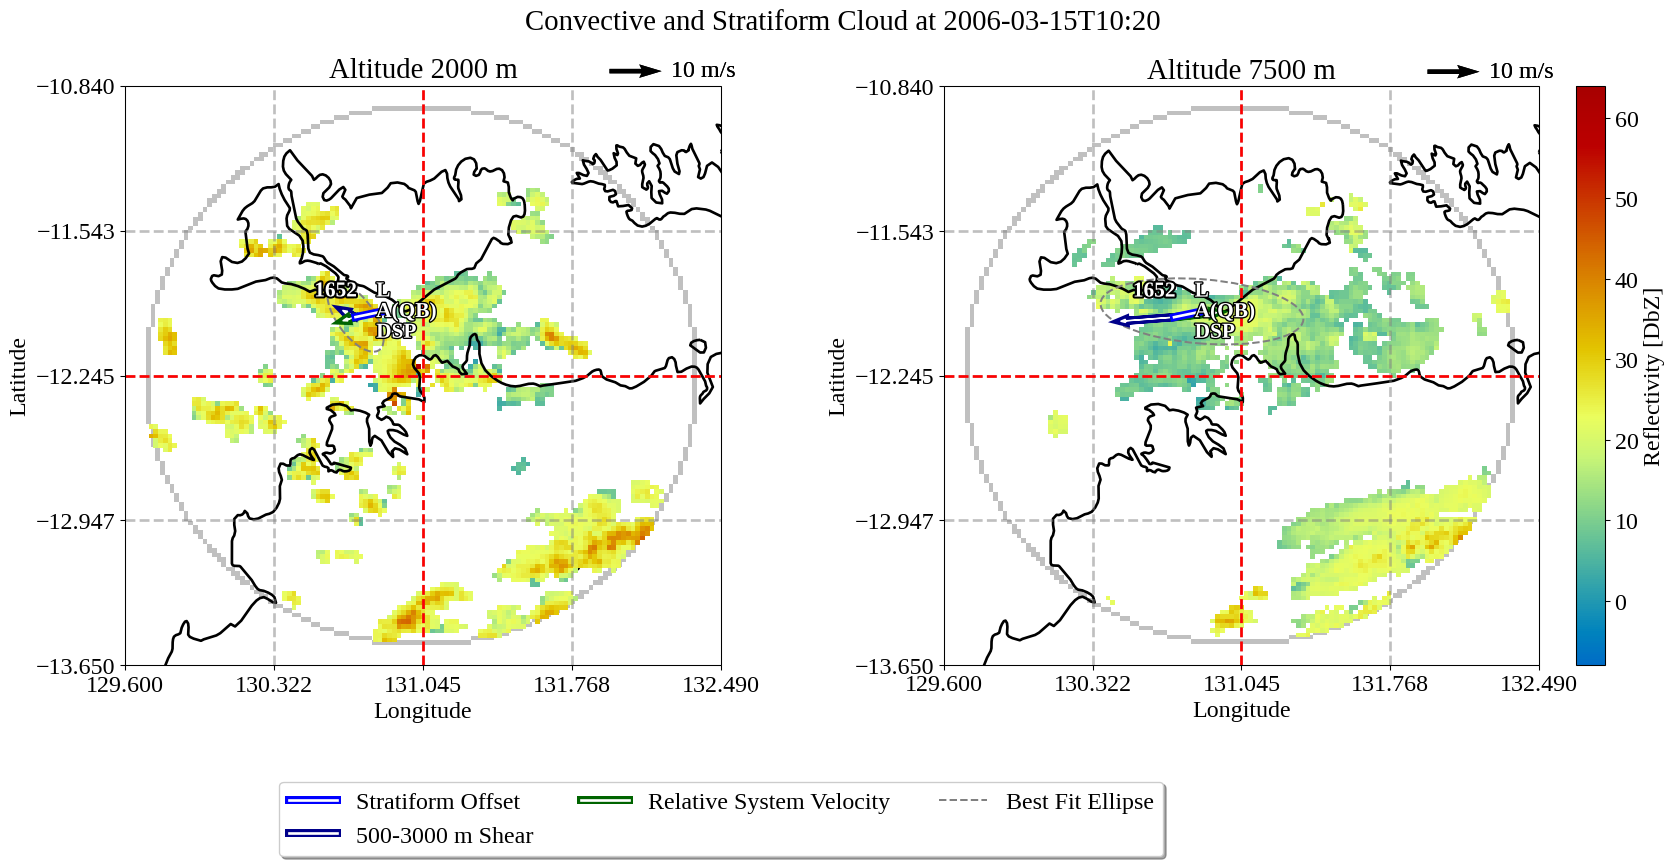 Convective and Stratiform Cloud at 2006-03-15T10:20
Altitude 2000 m
10 m/s
Altitude 7500 m
10 m/s
−10.840
−11.543
−12.245
−12.947
−13.650
Latitude
129.600
130.322
131.045
131.768
132.490
Longitude
1652
L
A(QB)
DSP
−10.840
−11.543
−12.245
−12.947
−13.650
Latitude
129.600
130.322
131.045
131.768
132.490
Longitude
1652
L
A(QB)
DSP
60
50
40
30
20
10
0
Reflectivity [DbZ]
Stratiform Offset
Relative System Velocity
Best Fit Ellipse
500-3000 m Shear